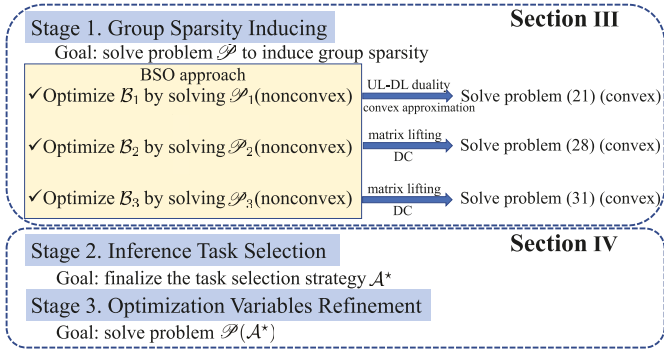 Section III
Stage 1. Group Sparsity Inducing
Goal: solve problem 𝒫 to induce group sparsity
BSO approach
✓Optimize ℬ₁ by solving 𝒫₁(nonconvex)
UL-DL duality
convex approximation
Solve problem (21) (convex)
✓Optimize ℬ₂ by solving 𝒫₂(nonconvex)
matrix lifting
DC
Solve problem (28) (convex)
✓Optimize ℬ₃ by solving 𝒫₃(nonconvex)
matrix lifting
DC
Solve problem (31) (convex)
Section IV
Stage 2. Inference Task Selection
Goal: finalize the task selection strategy 𝒜⋆
Stage 3. Optimization Variables Refinement
Goal: solve problem 𝒫(𝒜⋆)